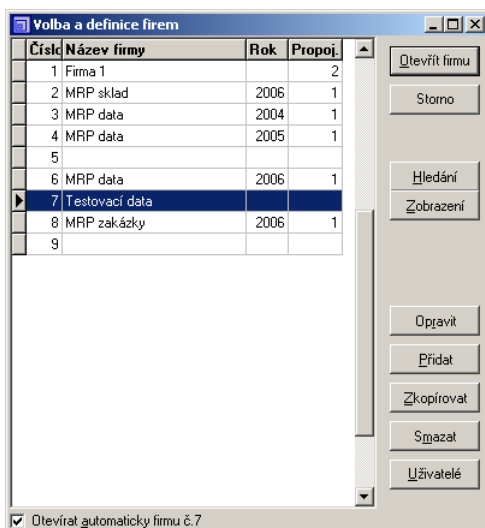 Volba a definice firem
Číslo Název firmy Rok Propoj.
1 Firma 1 2
2 MRP sklad 2006 1
3 MRP data 2004 1
4 MRP data 2005 1
5
6 MRP data 2006 1
7 Testovací data
8 MRP zakázky 2006 1
9
Otevřít firmu
Storno
Hledání
Zobrazení
Opravit
Přidat
Zkopírovat
Smazat
Uživatelé
Otevírat automaticky firmu č.7